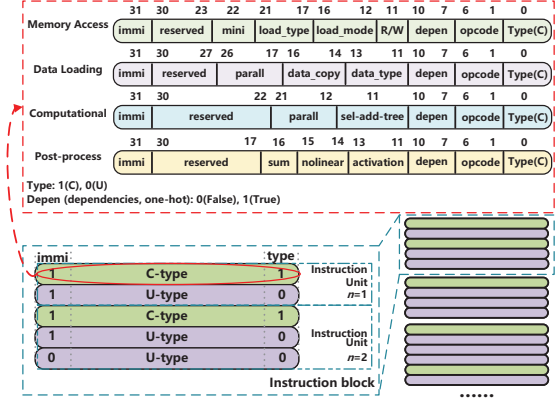 31 30 23 22 21 17 16 12 11 10 7 6 1 0
Memory Access immi reserved mini load_type load_mode R/W depen opcode Type(C)
31 30 27 26 17 16 14 13 11 10 7 6 1 0
Data Loading immi reserved parall data_copy data_type depen opcode Type(C)
31 30 22 21 12 11 10 7 6 1 0
Computational immi reserved parall sel-add-tree depen opcode Type(C)
31 30 17 16 15 14 13 11 10 7 6 1 0
Post-process immi reserved sum nolinear activation depen opcode Type(C)
Type: 1(C), 0(U)
Depen (dependencies, one-hot): 0(False), 1(True)
immi type
1 C-type 1
1 U-type 0
Instruction
Unit
n=1
1 C-type 1
1 U-type 0
0 U-type 0
Instruction
Unit
n=2
Instruction block
......